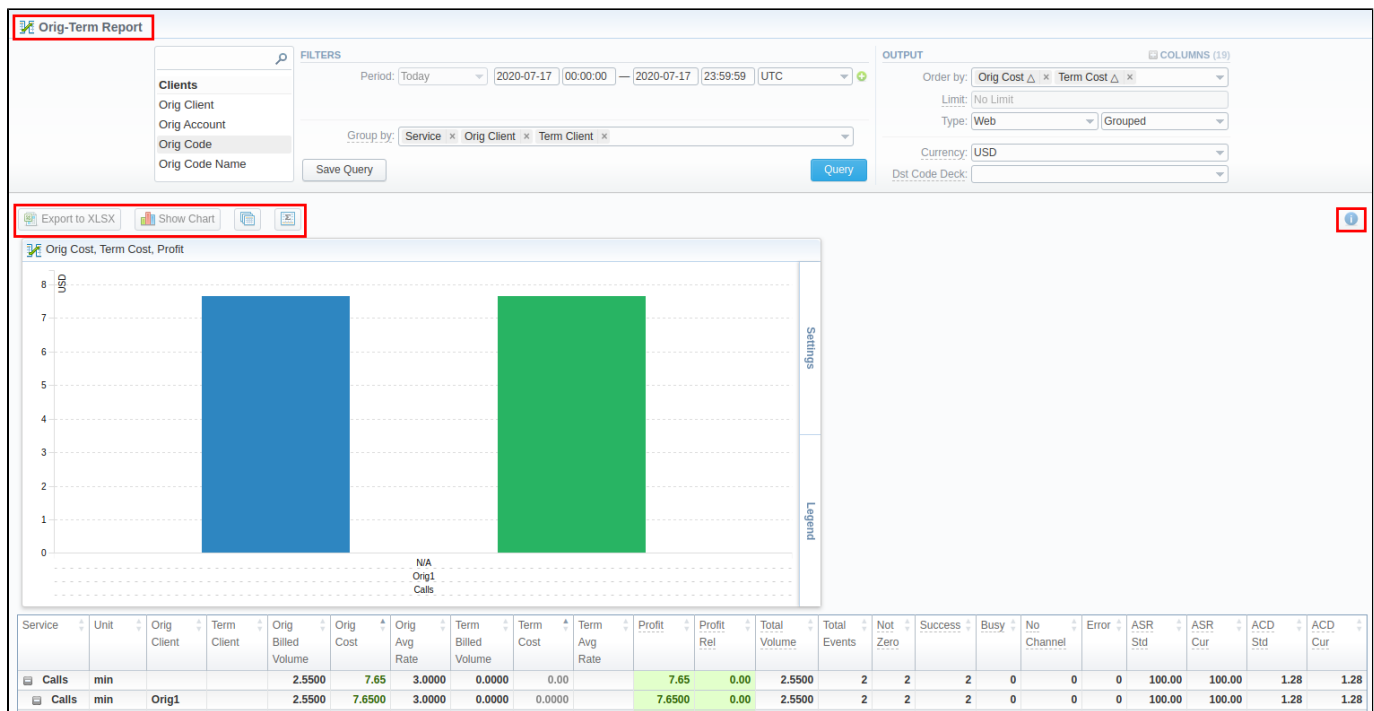 Orig-Term Report
Clients
Orig Client
Orig Account
Orig Code
Orig Code Name
FILTERS
Period: Today 2020-07-17 00:00:00 — 2020-07-17 23:59:59 UTC
Group by: Service × Orig Client × Term Client ×
Save Query Query
OUTPUT COLUMNS (19)
Order by: Orig Cost △ × Term Cost △ ×
Limit: No Limit
Type: Web Grouped
Currency: USD
Dst Code Deck:
Export to XLSX Show Chart
Orig Cost, Term Cost, Profit
USD
8
7
6
5
4
3
2
1
0
N/A
Orig1
Calls
Settings
Legend
Service Unit Orig Client Term Client Orig Billed Volume Orig Cost Orig Avg Rate Term Billed Volume Term Cost Term Avg Rate Profit Profit Rel Total Volume Total Events Not Zero Success Busy No Channel Error ASR Std ASR Cur ACD Std ACD Cur
Calls min 2.5500 7.65 3.0000 0.0000 0.00 7.65 0.00 2.5500 2 2 2 0 0 0 100.00 100.00 1.28 1.28
Calls min Orig1 2.5500 7.6500 3.0000 0.0000 0.0000 7.6500 0.00 2.5500 2 2 2 0 0 0 100.00 100.00 1.28 1.28